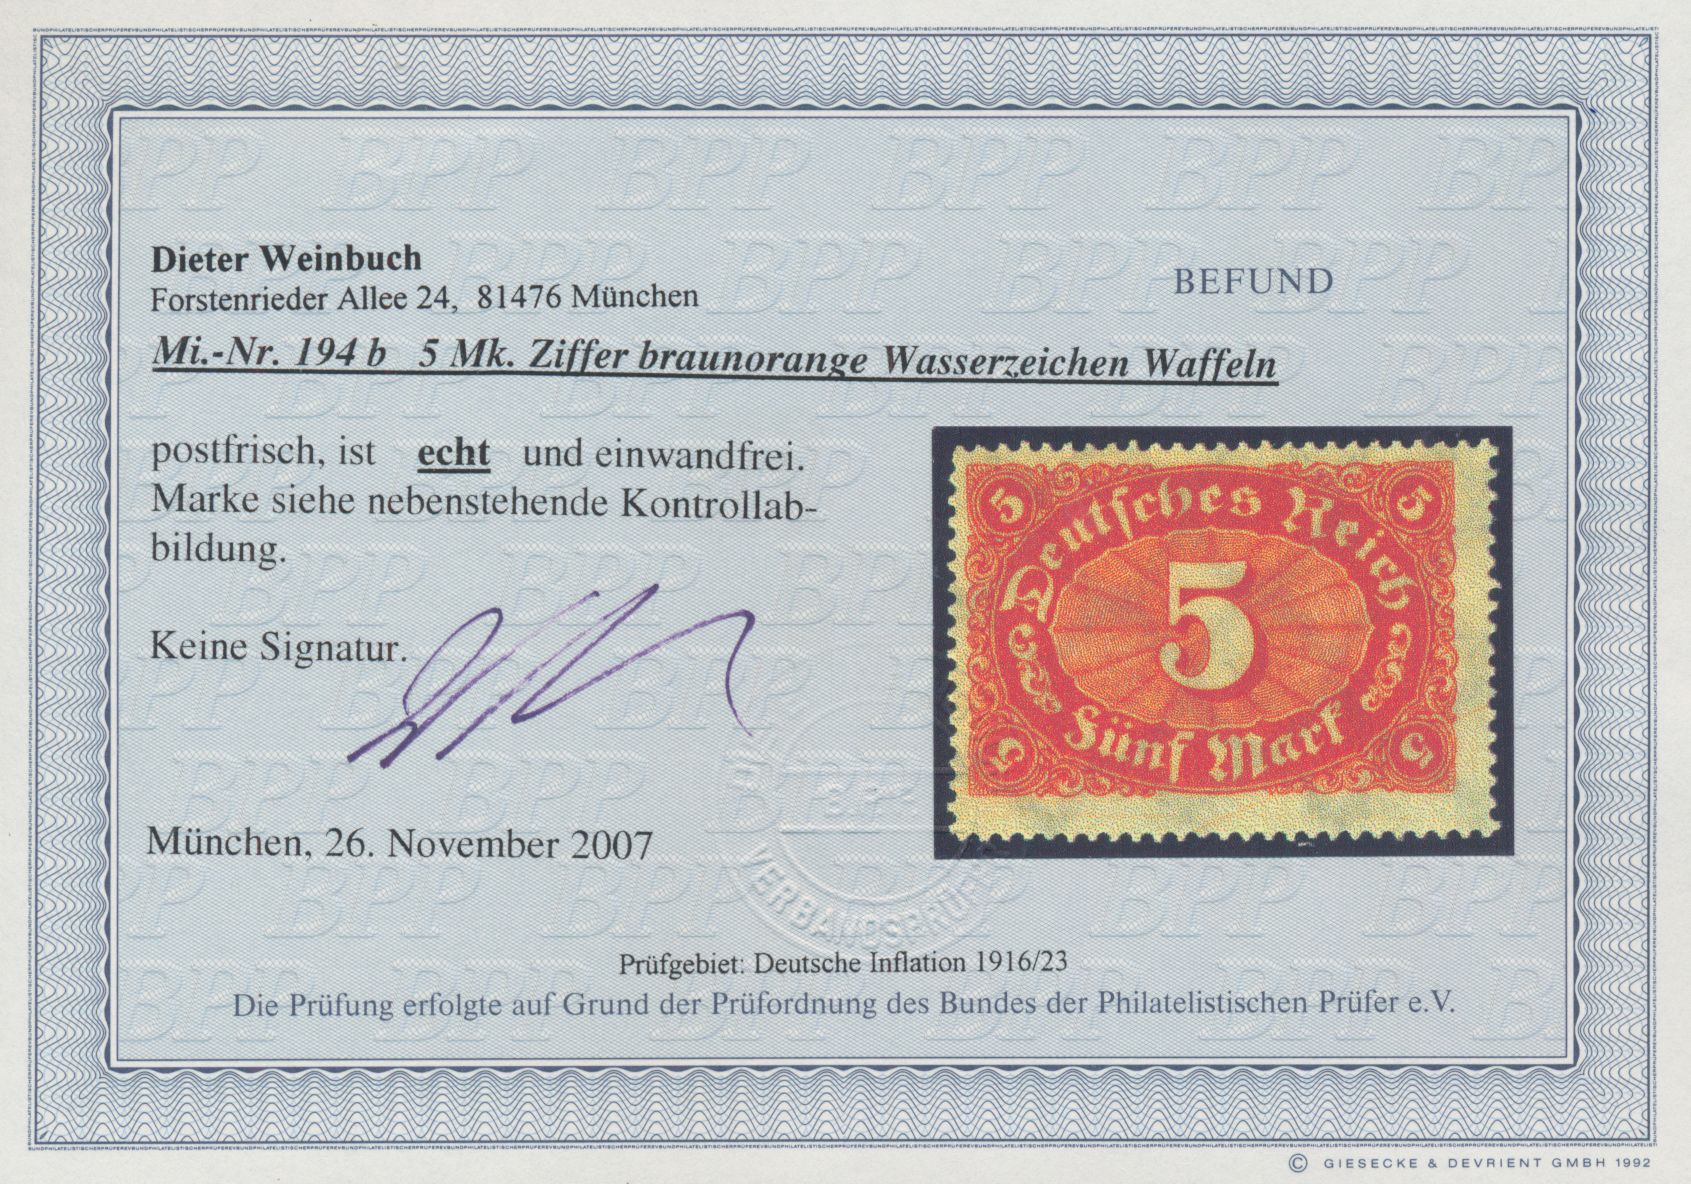 Dieter Weinbuch
Forstenrieder Allee 24, 81476 München
BEFUND
Mi.-Nr. 194 b 5 Mk. Ziffer braunorange Wasserzeichen Waffeln
postfrisch, ist echt und einwandfrei.
Marke siehe nebenstehende Kontrollab-
bildung.
Keine Signatur.
München, 26. November 2007
5 5
Deutsches Reich
5
Fünf Mark
5 5
BPP
VERBANDSPRÜFER
Prüfgebiet: Deutsche Inflation 1916/23
Die Prüfung erfolgte auf Grund der Prüfordnung des Bundes der Philatelistischen Prüfer e.V.
© GIESECKE & DEVRIENT GMBH 1992